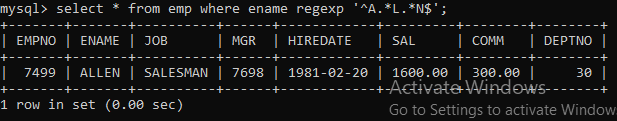 mysql> select * from emp where ename regexp '^A.*L.*N$';
+-------+-------+----------+------+------------+---------+--------+--------+
| EMPNO | ENAME | JOB      | MGR  | HIREDATE   | SAL     | COMM   | DEPTNO |
+-------+-------+----------+------+------------+---------+--------+--------+
|  7499 | ALLEN | SALESMAN | 7698 | 1981-02-20 | 1600.00 | 300.00 |     30 |
+-------+-------+----------+------+------------+---------+--------+--------+
1 row in set (0.00 sec)
Activate Windows
Go to Settings to activate Window